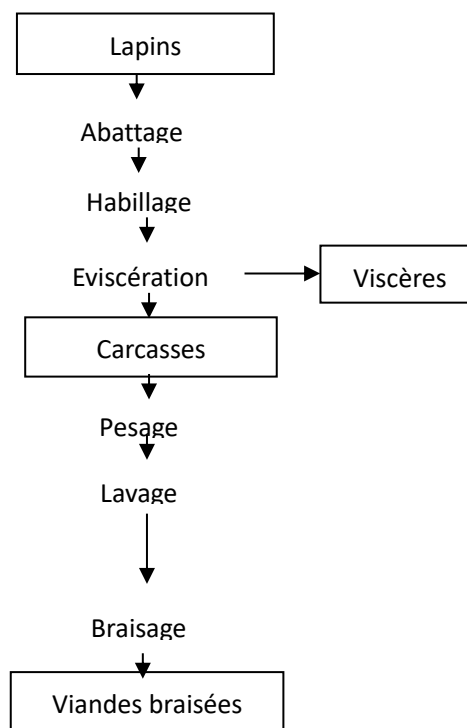 Lapins
Abattage
Habillage
Eviscération
Viscères
Carcasses
Pesage
Lavage
Braisage
Viandes braisées